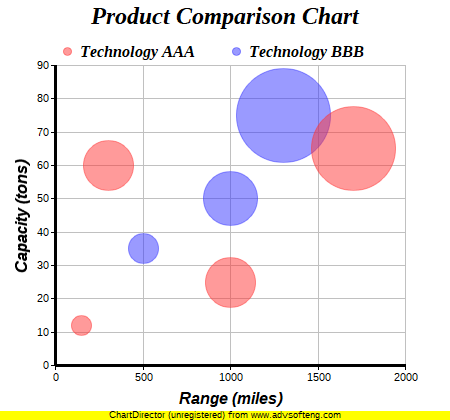 Product Comparison Chart
Technology AAA
Technology BBB
90
80
70
60
50
40
30
20
10
0
Capacity (tons)
0
500
1000
1500
2000
Range (miles)
ChartDirector (unregistered) from www.advsofteng.com